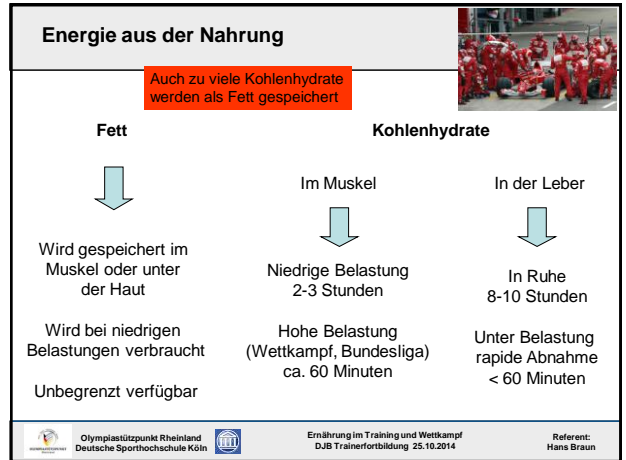 Energie aus der Nahrung
Auch zu viele Kohlenhydrate
werden als Fett gespeichert
Fett
Wird gespeichert im
Muskel oder unter
der Haut
Wird bei niedrigen
Belastungen verbraucht
Unbegrenzt verfügbar
Kohlenhydrate
Im Muskel
Niedrige Belastung
2-3 Stunden
Hohe Belastung
(Wettkampf, Bundesliga)
ca. 60 Minuten
In der Leber
In Ruhe
8-10 Stunden
Unter Belastung
rapide Abnahme
< 60 Minuten
Olympiastützpunkt Rheinland
Deutsche Sporthochschule Köln
Ernährung im Training und Wettkampf
DJB Trainerfortbildung 25.10.2014
Referent:
Hans Braun